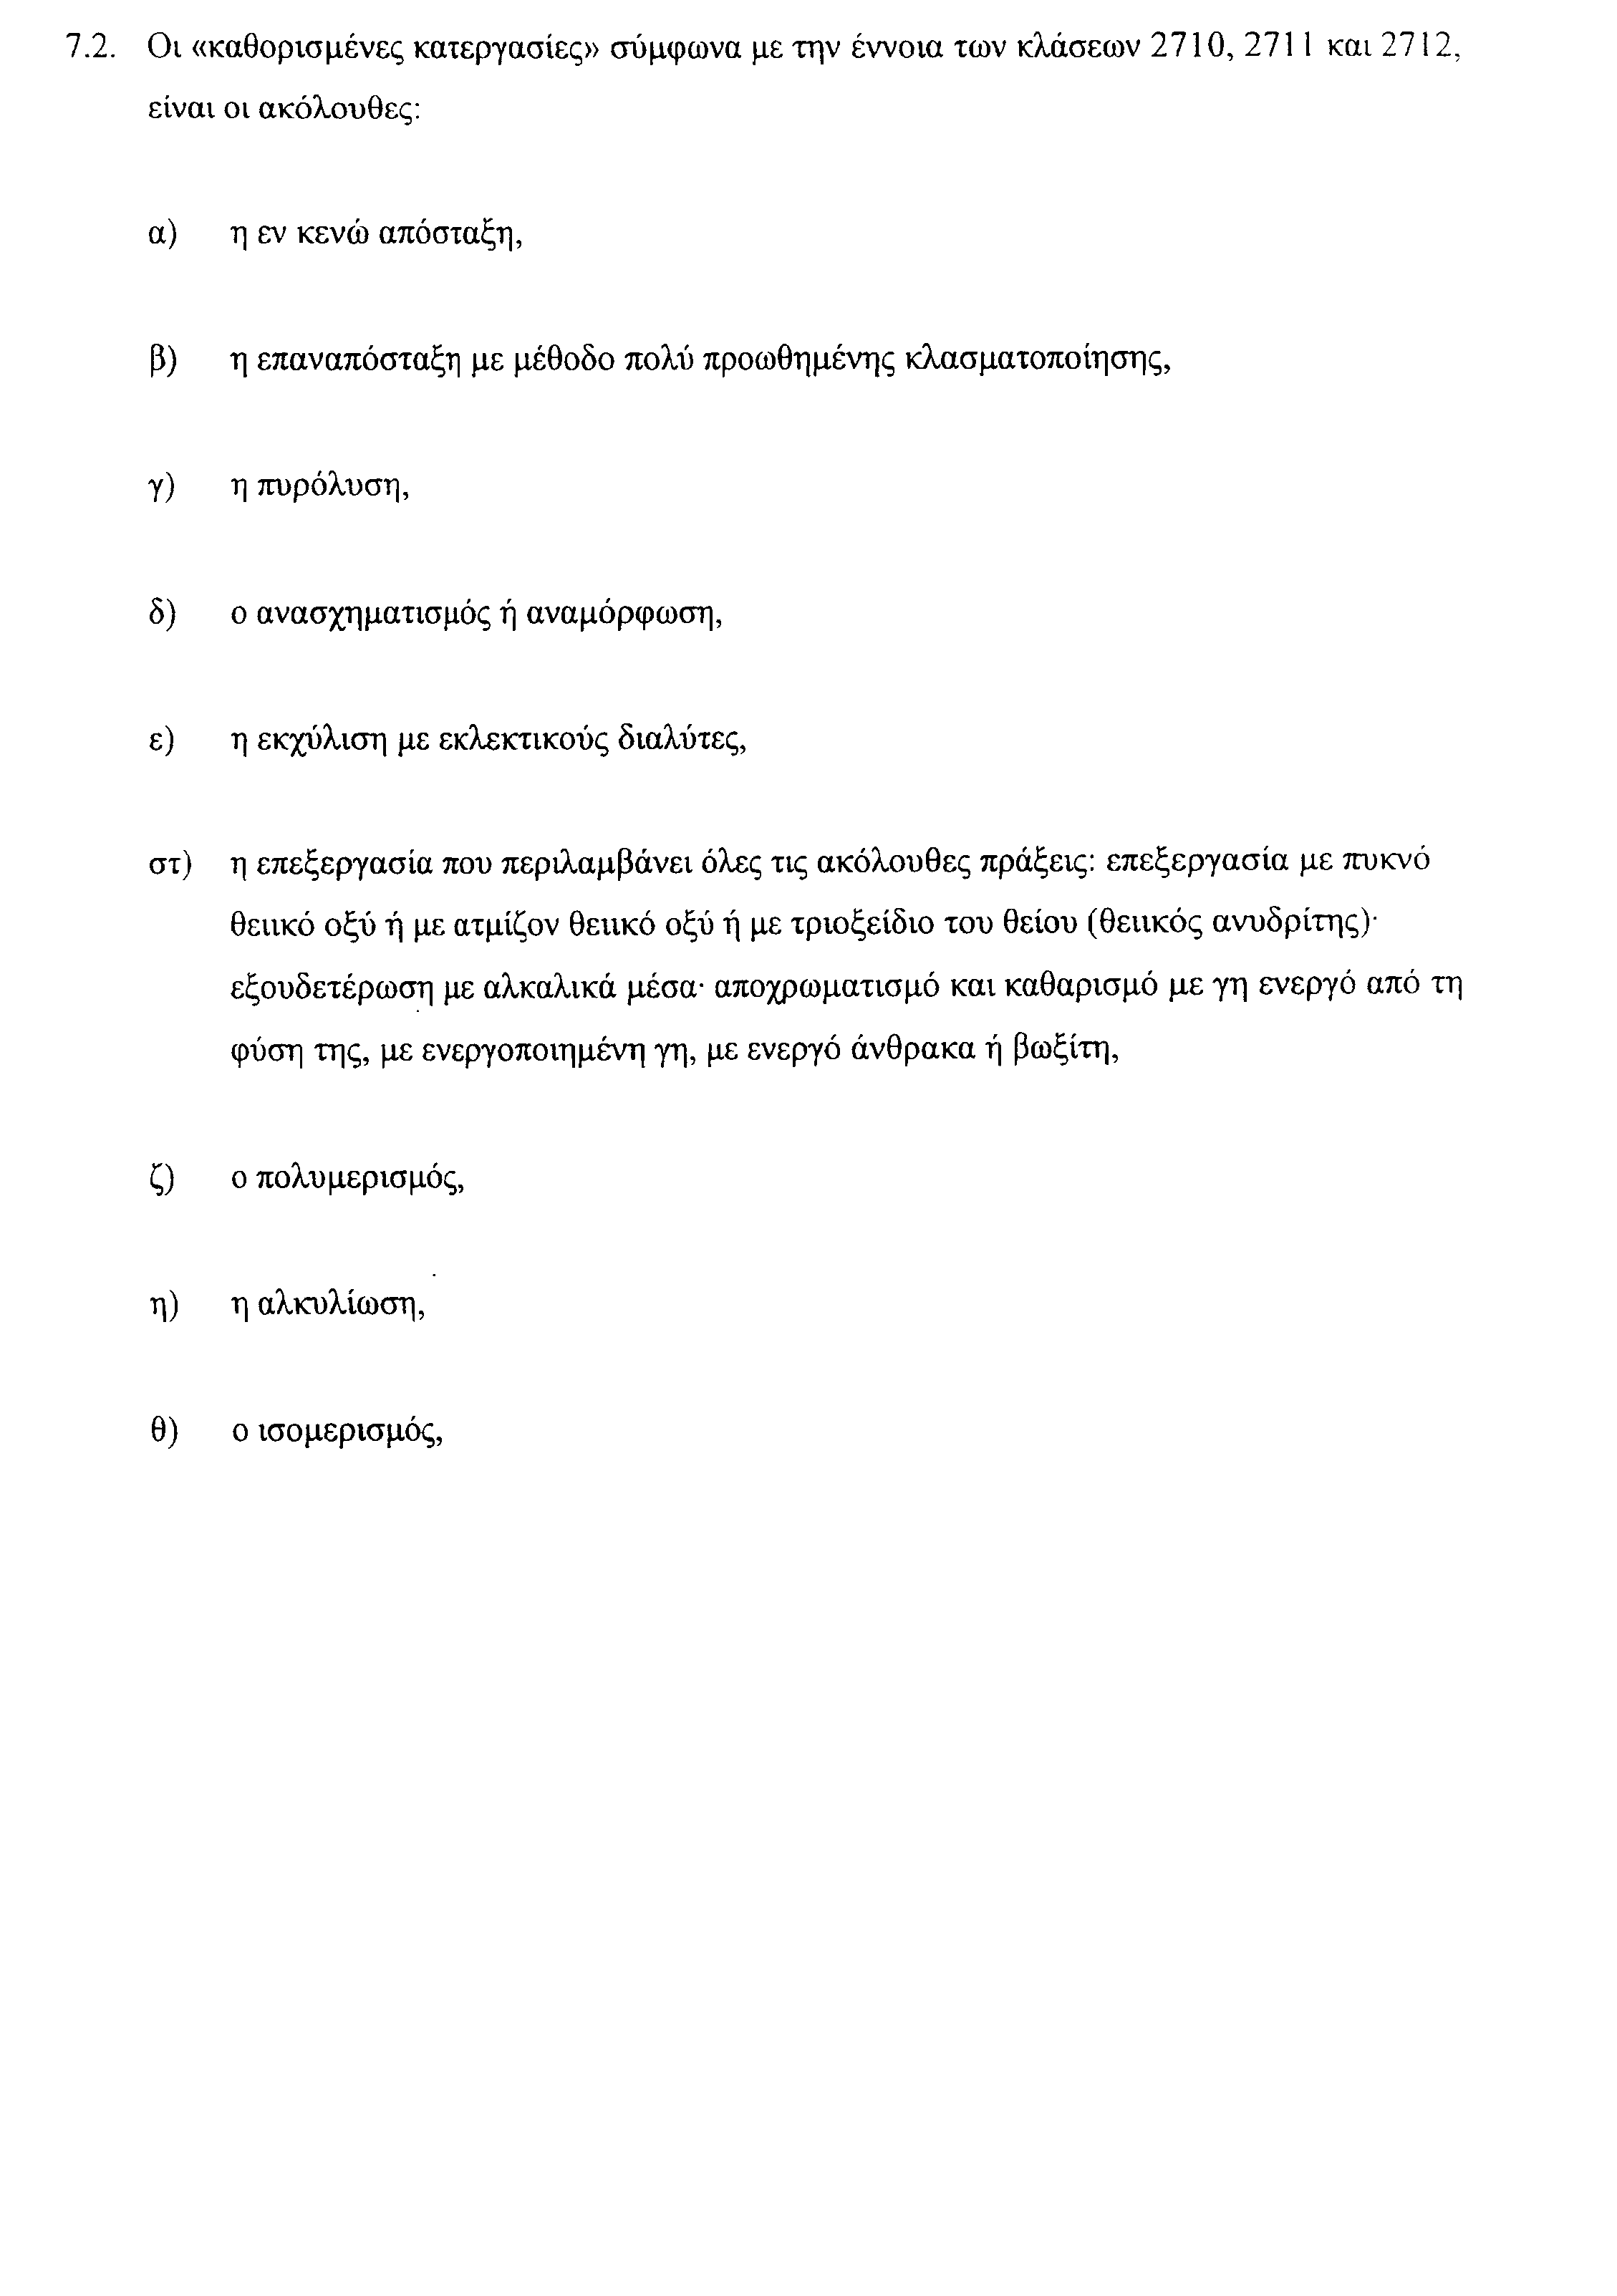 7.2. Οι «καθορισμένες κατεργασίες» σύμφωνα με την έννοια των κλάσεων 2710, 2711 και 2712,
είναι οι ακόλουθες:
α) η εν κενώ απόσταξη,
β) η επαναπόσταξη με μέθοδο πολύ προωθημένης κλασματοποίησης,
γ) η πυρόλυση,
δ) ο ανασχηματισμός ή αναμόρφωση,
ε) η εκχύλιση με εκλεκτικούς διαλύτες,
στ) η επεξεργασία που περιλαμβάνει όλες τις ακόλουθες πράξεις: επεξεργασία με πυκνό
θειικό οξύ ή με ατμίζον θειικό οξύ ή με τριοξείδιο του θείου (θειικός ανυδρίτης)·
εξουδετέρωση με αλκαλικά μέσα· αποχρωματισμό και καθαρισμό με γη ενεργό από τη
φύση της, με ενεργοποιημένη γη, με ενεργό άνθρακα ή βωξίτη,
ζ) ο πολυμερισμός,
η) η αλκυλίωση,
θ) ο ισομερισμός,